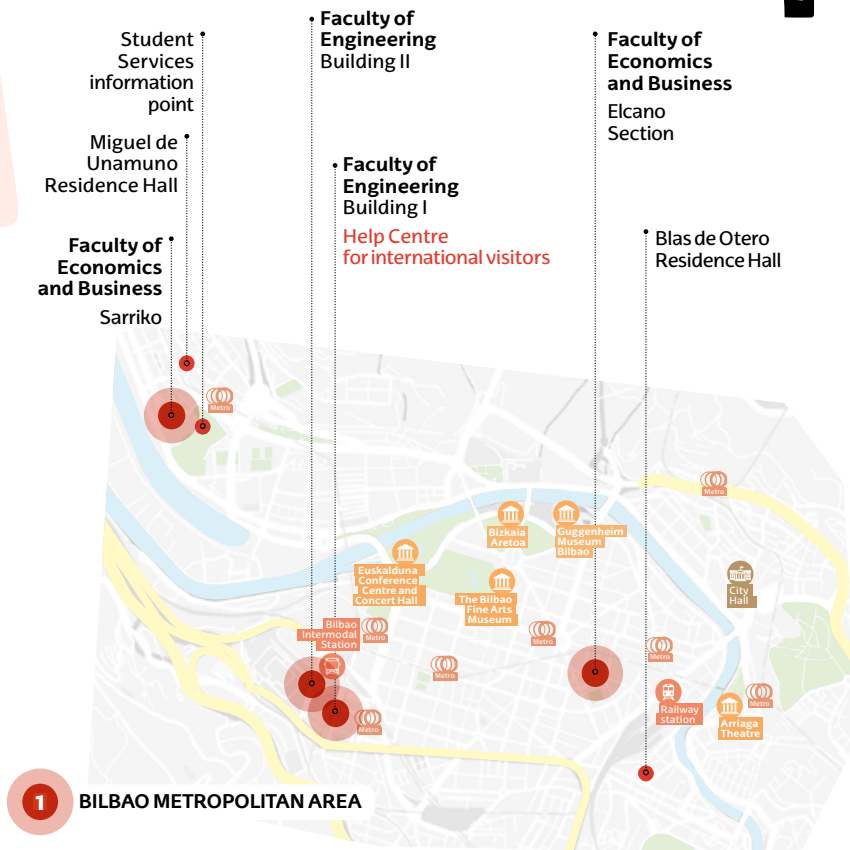 Student
Services
information
point
Miguel de
Unamuno
Residence Hall
Faculty of
Economics
and Business
Sarriko
Faculty of
Engineering
Building II
Faculty of
Engineering
Building I
Help Centre
for international visitors
Faculty of
Economics
and Business
Elcano
Section
Blas de Otero
Residence Hall
Metro
Metro
Bizkaia
Aretoa
Guggenheim
Museum
Bilbao
Euskalduna
Conference
Centre and
Concert Hall
The Bilbao
Fine Arts
Museum
City
Hall
Bilbao
Intermodal
Station
Metro
Metro
Metro
Metro
Metro
Railway
station
Arriaga
Theatre
Metro
1 BILBAO METROPOLITAN AREA